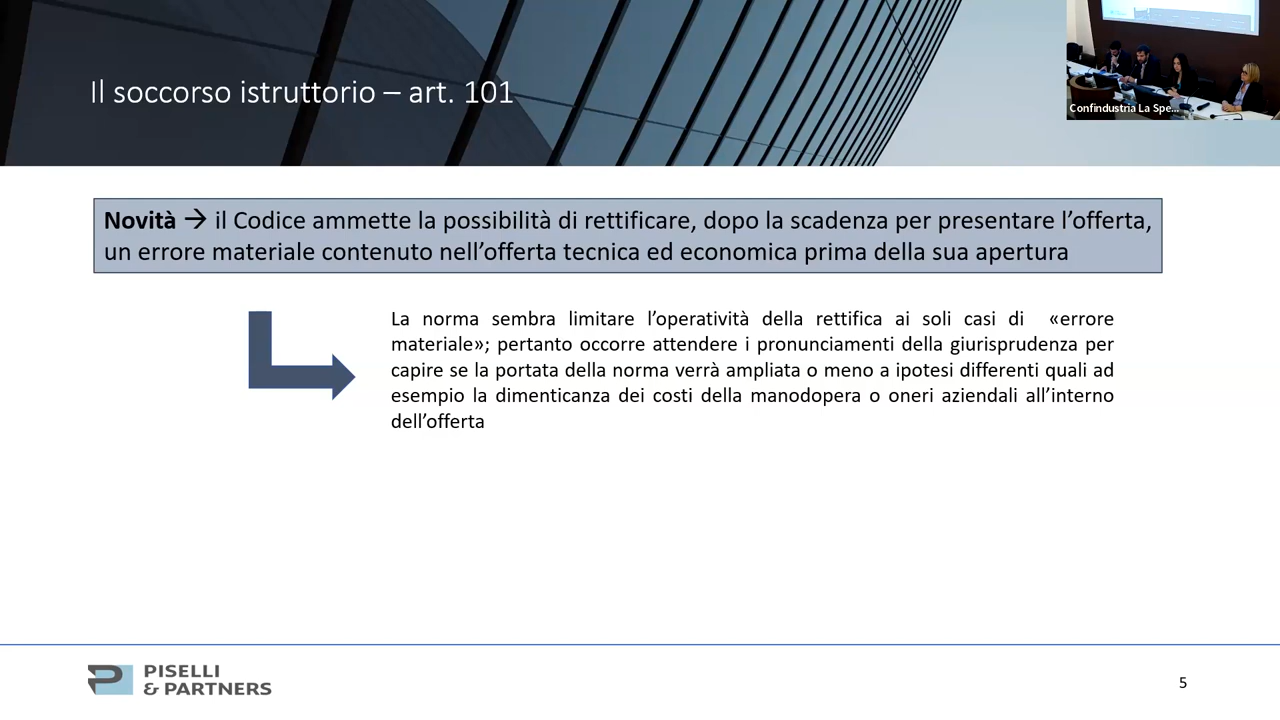 Il soccorso istruttorio – art. 101
Confindustria La Spe...
Novità → il Codice ammette la possibilità di rettificare, dopo la scadenza per presentare l’offerta,
un errore materiale contenuto nell’offerta tecnica ed economica prima della sua apertura
La norma sembra limitare l’operatività della rettifica ai soli casi di «errore
materiale»; pertanto occorre attendere i pronunciamenti della giurisprudenza per
capire se la portata della norma verrà ampliata o meno a ipotesi differenti quali ad
esempio la dimenticanza dei costi della manodopera o oneri aziendali all’interno
dell’offerta
PISELLI
& PARTNERS
5